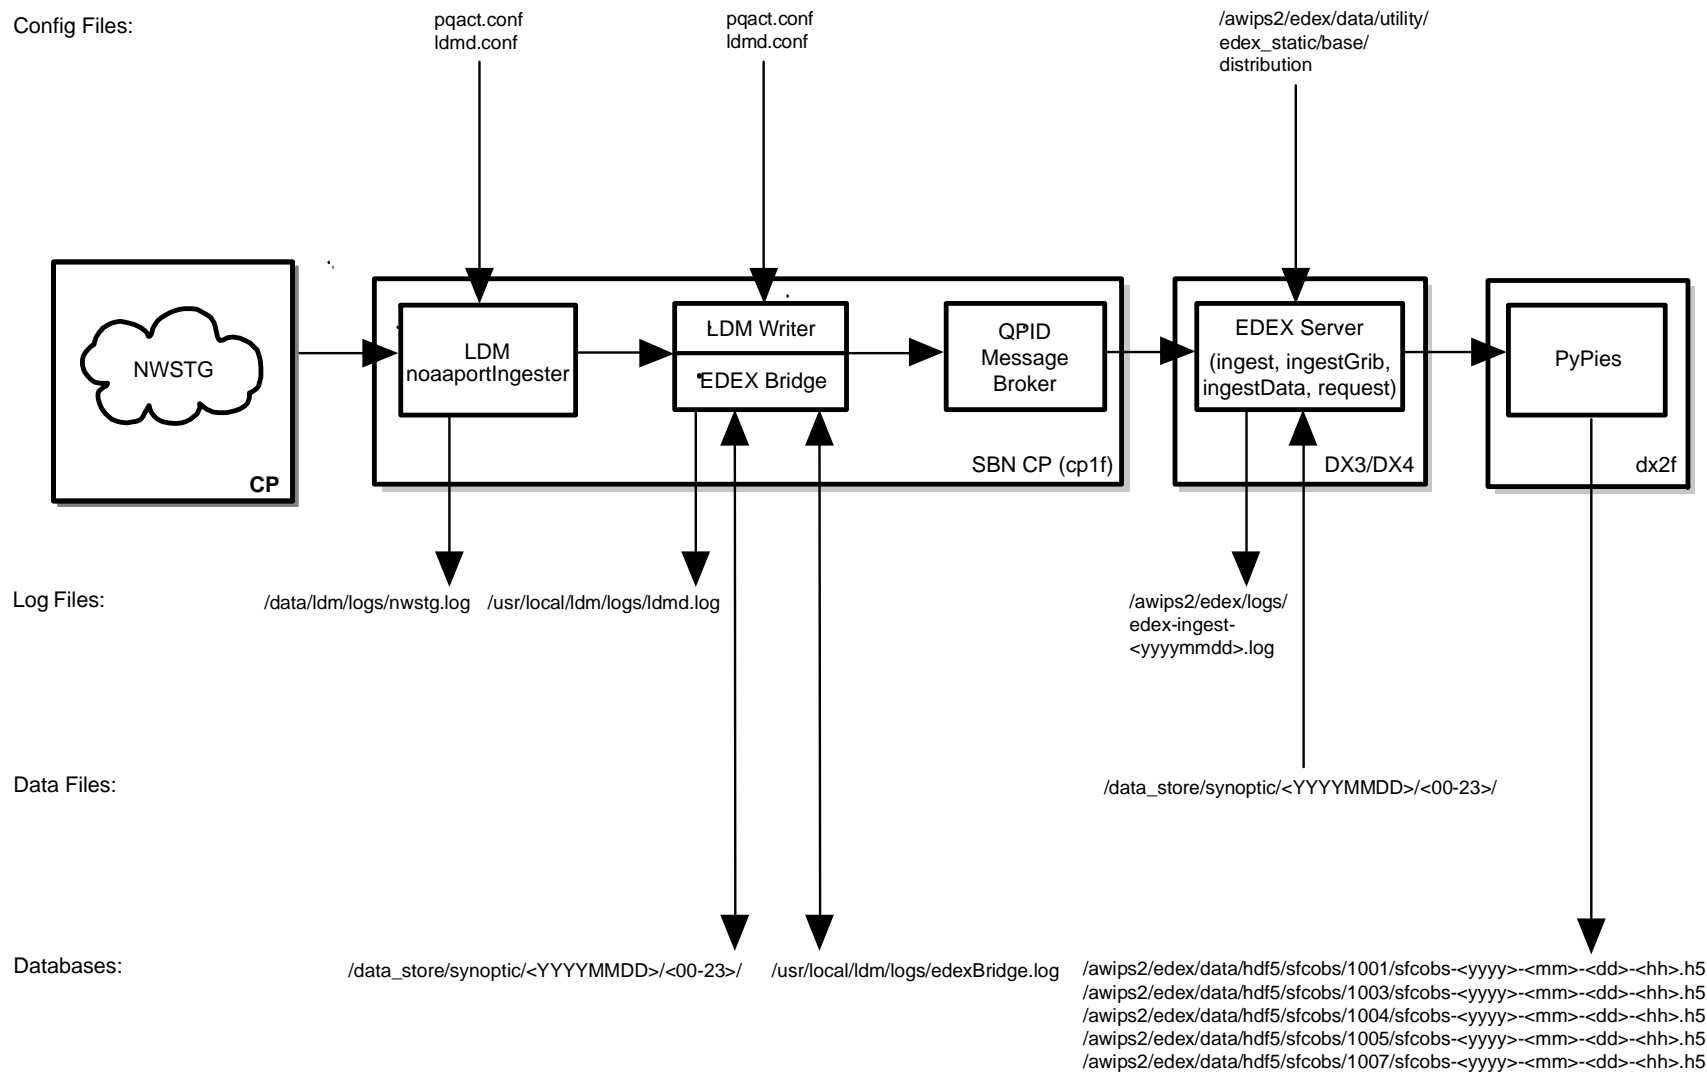 Config Files:
pqact.conf
ldmd.conf
pqact.conf
ldmd.conf
/awips2/edex/data/utility/
edex_static/base/
distribution
NWSTG
CP
LDM
noaaportIngester
LDM Writer
EDEX Bridge
QPID
Message
Broker
SBN CP (cp1f)
EDEX Server
(ingest, ingestGrib,
ingestData, request)
DX3/DX4
PyPies
dx2f
Log Files:
/data/ldm/logs/nwstg.log
/usr/local/ldm/logs/ldmd.log
/awips2/edex/logs/
edex-ingest-
<yyyymmdd>.log
Data Files:
/data_store/synoptic/<YYYYMMDD>/<00-23>/
Databases:
/data_store/synoptic/<YYYYMMDD>/<00-23>/
/usr/local/ldm/logs/edexBridge.log
/awips2/edex/data/hdf5/sfcobs/1001/sfcobs-<yyyy>-<mm>-<dd>-<hh>.h5
/awips2/edex/data/hdf5/sfcobs/1003/sfcobs-<yyyy>-<mm>-<dd>-<hh>.h5
/awips2/edex/data/hdf5/sfcobs/1004/sfcobs-<yyyy>-<mm>-<dd>-<hh>.h5
/awips2/edex/data/hdf5/sfcobs/1005/sfcobs-<yyyy>-<mm>-<dd>-<hh>.h5
/awips2/edex/data/hdf5/sfcobs/1007/sfcobs-<yyyy>-<mm>-<dd>-<hh>.h5